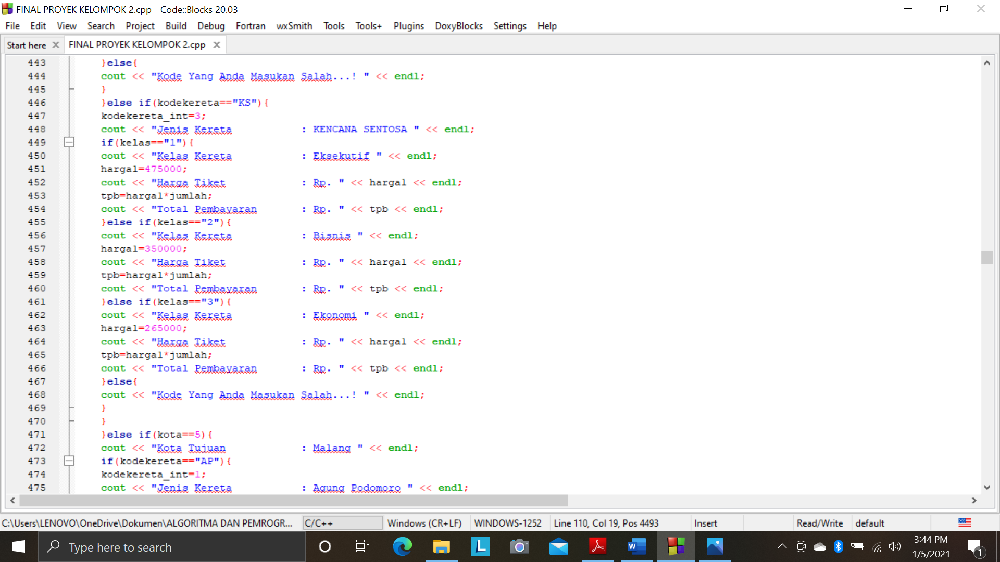 FINAL PROYEK KELOMPOK 2.cpp - Code::Blocks 20.03
File Edit View Search Project Build Debug Fortran wxSmith Tools Tools+ Plugins DoxyBlocks Settings Help
Start here FINAL PROYEK KELOMPOK 2.cpp
443 }else{
444 cout << "Kode Yang Anda Masukan Salah...! " << endl;
445 }
446 }else if(kodekereta=="KS"){
447 kodekereta_int=3;
448 cout << "Jenis Kereta : KENCANA SENTOSA " << endl;
449 if(kelas=="1"){
450 cout << "Kelas Kereta : Eksekutif " << endl;
451 harga1=475000;
452 cout << "Harga Tiket : Rp. " << harga1 << endl;
453 tpb=harga1*jumlah;
454 cout << "Total Pembayaran : Rp. " << tpb << endl;
455 }else if(kelas=="2"){
456 cout << "Kelas Kereta : Bisnis " << endl;
457 harga1=350000;
458 cout << "Harga Tiket : Rp. " << harga1 << endl;
459 tpb=harga1*jumlah;
460 cout << "Total Pembayaran : Rp. " << tpb << endl;
461 }else if(kelas=="3"){
462 cout << "Kelas Kereta : Ekonomi " << endl;
463 harga1=265000;
464 cout << "Harga Tiket : Rp. " << harga1 << endl;
465 tpb=harga1*jumlah;
466 cout << "Total Pembayaran : Rp. " << tpb << endl;
467 }else{
468 cout << "Kode Yang Anda Masukan Salah...! " << endl;
469 }
470 }
471 }else if(kota==5){
472 cout << "Kota Tujuan : Malang " << endl;
473 if(kodekereta=="AP"){
474 kodekereta_int=1;
475 cout << "Jenis Kereta : Agung Podomoro " << endl;
C:\Users\LENOVO\OneDrive\Dokumen\ALGORITMA DAN PEMROGR... C/C++ Windows (CR+LF) WINDOWS-1252 Line 110, Col 19, Pos 4493 Insert Read/Write default
Type here to search
3:44 PM
1/5/2021
1